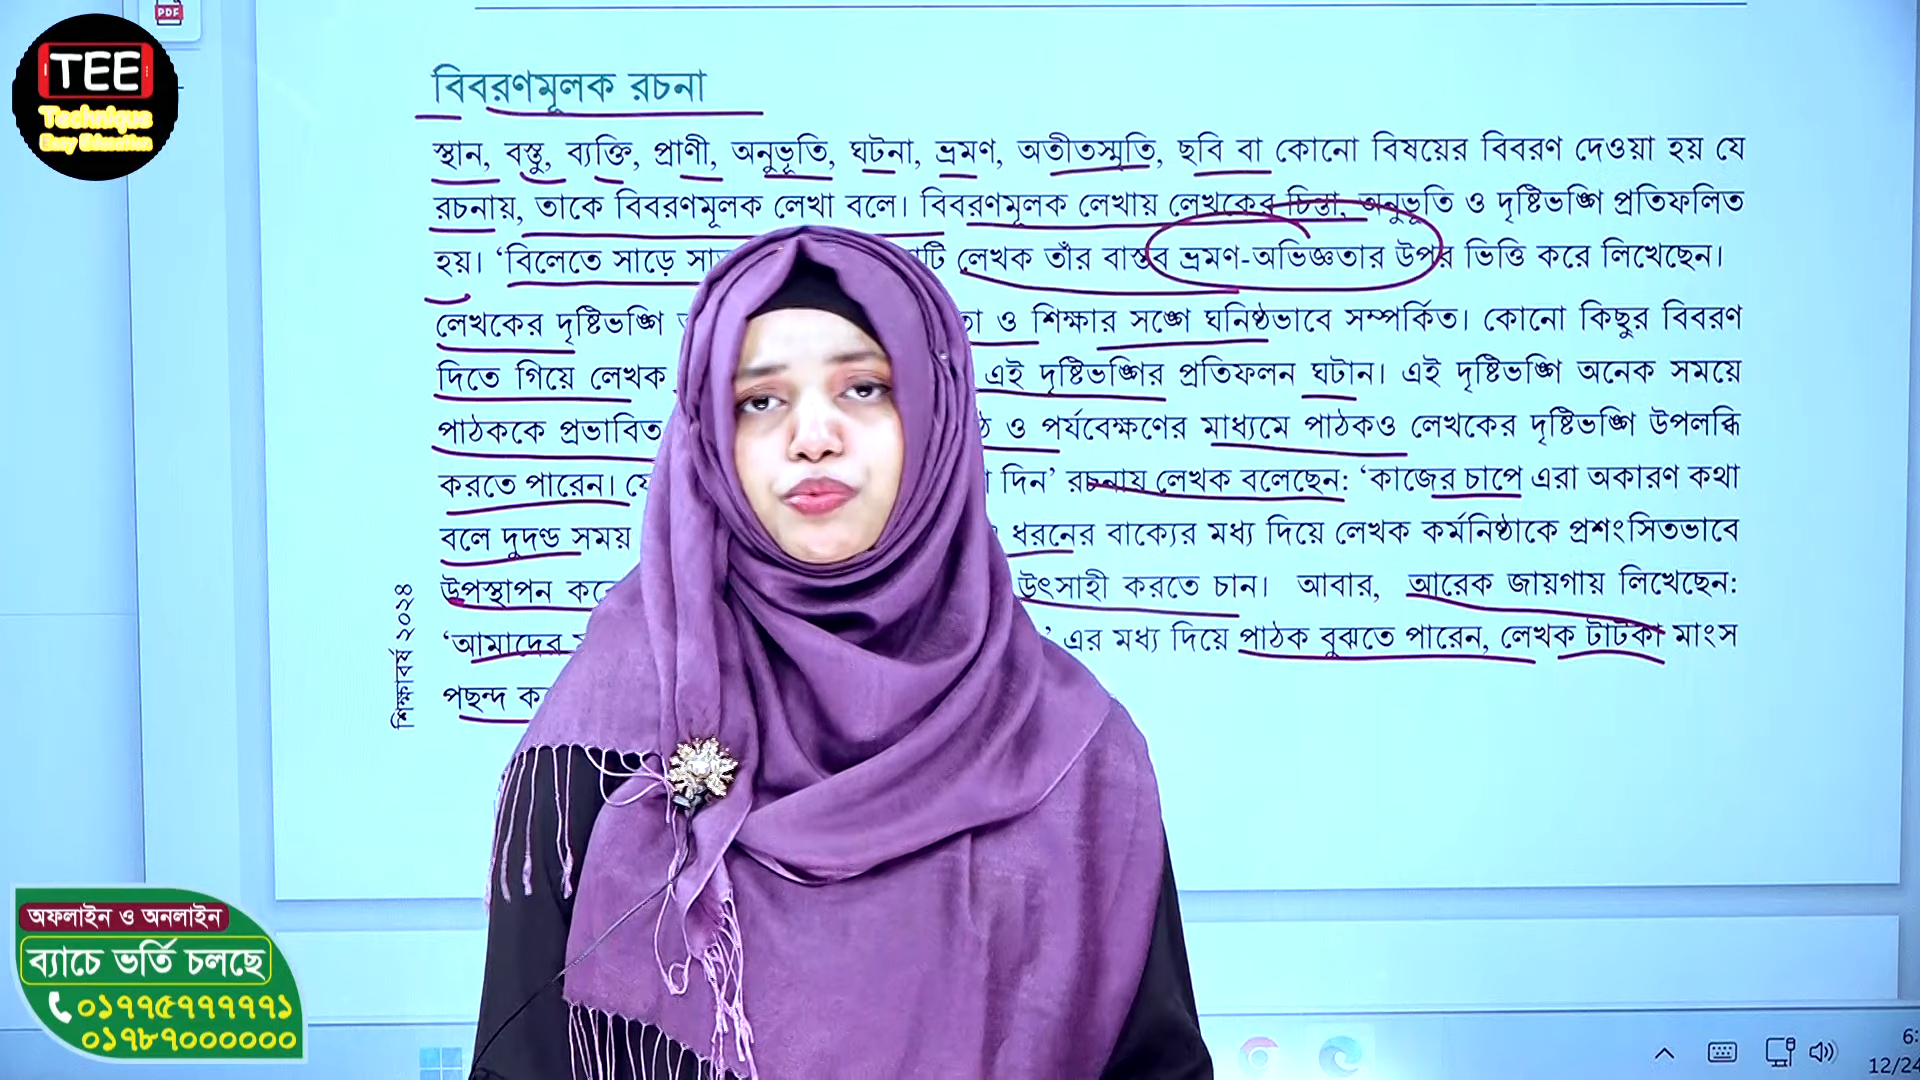 PDF
TEE
Technique
Easy Education
বিবরণমূলক রচনা
স্থান, বস্তু, ব্যক্তি, প্রাণী, অনুভূতি, ঘটনা, ভ্রমণ, অতীতস্মৃতি, ছবি বা কোনো বিষয়ের বিবরণ দেওয়া হয় যে
রচনায়, তাকে বিবরণমূলক লেখা বলে। বিবরণমূলক লেখায় লেখকের চিন্তা, অনুভূতি ও দৃষ্টিভঙ্গি প্রতিফলিত
হয়। ‘বিলেতে সাড়ে লেখক তাঁর বাস্তব ভ্রমণ-অভিজ্ঞতার উপর ভিত্তি করে লিখেছেন।
লেখকের দৃষ্টিভঙ্গি ও শিক্ষার সঙ্গে ঘনিষ্ঠভাবে সম্পর্কিত। কোনো কিছুর বিবরণ
দিতে গিয়ে লেখক এই দৃষ্টিভঙ্গির প্রতিফলন ঘটান। এই দৃষ্টিভঙ্গি অনেক সময়ে
পাঠককে প্রভাবিত ও পর্যবেক্ষণের মাধ্যমে পাঠকও লেখকের দৃষ্টিভঙ্গি উপলব্ধি
করতে পারেন। দিন’ রচনায় লেখক বলেছেন: ‘কাজের চাপে এরা অকারণ কথা
বলে দুদণ্ড সময় ধরনের বাক্যের মধ্য দিয়ে লেখক কর্মনিষ্ঠাকে প্রশংসিতভাবে
উপস্থাপন উৎসাহী করতে চান। আবার, আরেক জায়গায় লিখেছেন:
‘আমাদের ’ এর মধ্য দিয়ে পাঠক বুঝতে পারেন, লেখক টাটকা মাংস
পছন্দ
শিক্ষাবর্ষ ২০২৪
অফলাইন ও অনলাইন
ব্যাচে ভর্তি চলছে
০১৭৭৫৭৭৭৭৭১
০১৭৮৭০০০০০০
6:
12/24